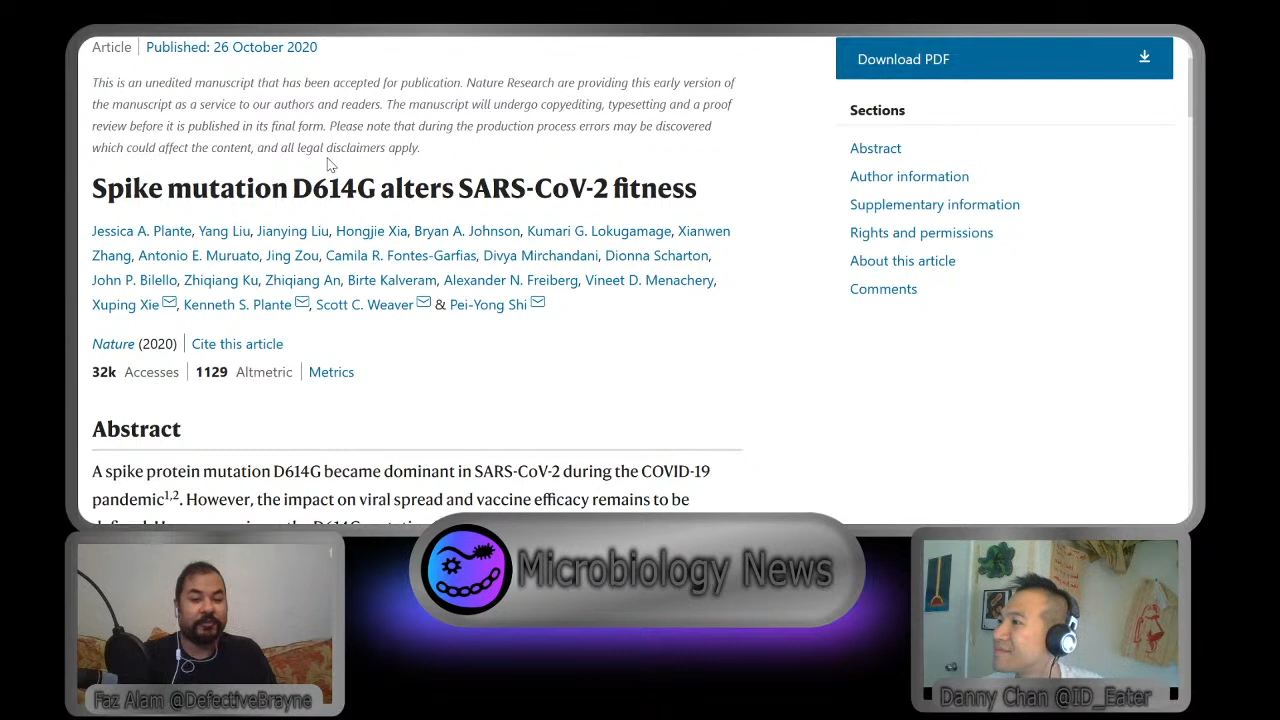 Article Published: 26 October 2020
This is an unedited manuscript that has been accepted for publication. Nature Research are providing this early version
the manuscript as a service to our authors and readers. The manuscript will undergo copyediting, typesetting and a proof
review before it is published in its final form. Please note that during the production process errors may be discovered
which could affect the content, and all legal disclaimers apply.
Spike mutation D614G alters SARS-CoV-2 fitness
Jessica A. Plante, Yang Liu, Jianying Liu, Hongjie Xia, Bryan A. Johnson, Kumari G. Lokugamage, Xianwen
Zhang, Antonio E. Muruato, Jing Zou, Camila R. Fontes-Garfias, Divya Mirchandani, Dionna Scharton,
John P. Bilello, Zhiqiang Ku, Zhiqiang An, Birte Kalveram, Alexander N. Freiberg, Vineet D. Menachery,
Xuping Xie, Kenneth S. Plante, Scott C. Weaver & Pei-Yong Shi
Nature (2020) Cite this article
32k Accesses 1129 Altmetric Metrics
Abstract
A spike protein mutation D614G became dominant in SARS-CoV-2 during the COVID-19
pandemic1,2. However, the impact on viral spread and vaccine efficacy remains to be
Download PDF
Sections
Abstract
Author information
Supplementary information
Rights and permissions
About this article
Comments
Microbiology News
Faz Alam @DefectiveBrayne
Danny Chan @ID_Eater